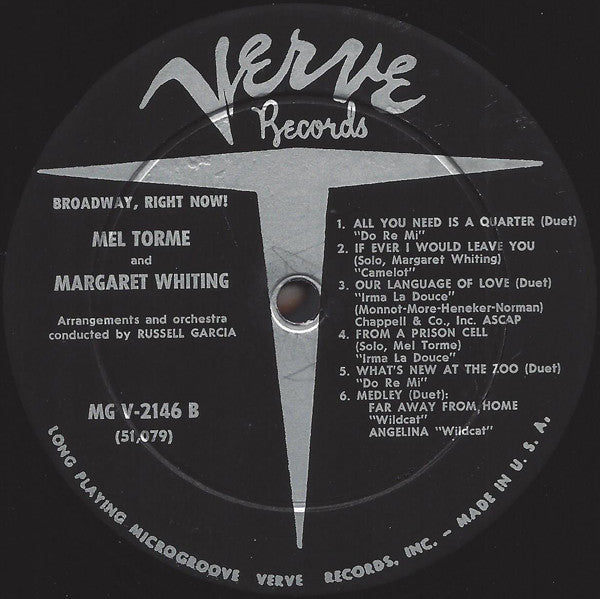 Verve
Records
BROADWAY, RIGHT NOW!
MEL TORME
and
MARGARET WHITING
Arrangements and orchestra
conducted by RUSSELL GARCIA
MG V-2146 B
(51,079)
1. ALL YOU NEED IS A QUARTER (Duet)
"Do Re Mi"
2. IF EVER I WOULD LEAVE YOU
(Solo, Margaret Whiting)
"Camelot"
3. OUR LANGUAGE OF LOVE (Duet)
"Irma La Douce"
(Monnot-More-Heneker-Norman)
Chappell & Co., Inc. ASCAP
4. FROM A PRISON CELL
(Solo, Mel Torme)
"Irma La Douce"
5. WHAT'S NEW AT THE ZOO (Duet)
"Do Re Mi"
6. MEDLEY (Duet):
FAR AWAY FROM HOME
"Wildcat"
ANGELINA "Wildcat"
LONG PLAYING MICROGROOVE VERVE RECORDS, INC. - MADE IN U. S. A.